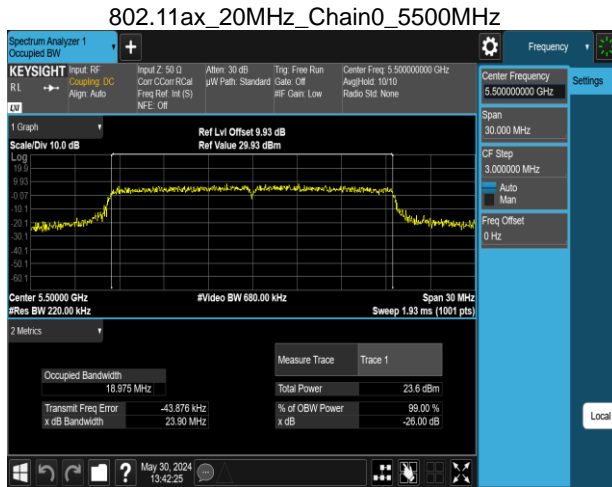 802.11ax_20MHz_Chain0_5500MHz
Spectrum Analyzer 1
Occupied BW
Frequency
KEYSIGHT
RL
LXI
Input: RF
Coupling: DC
Align: Auto
Input Z: 50 Ω
Corr CCorr RCal
Freq Ref: Int (S)
NFE: Off
Atten: 30 dB
µW Path: Standard
Trig: Free Run
Gate: Off
#IF Gain: Low
Center Freq: 5.500000000 GHz
Avg|Hold: 10/10
Radio Std: None
Center Frequency
5.500000000 GHz
Settings
Span
30.000 MHz
CF Step
3.000000 MHz
Auto
Man
Freq Offset
0 Hz
Local
1 Graph
Scale/Div 10.0 dB
Ref Lvl Offset 9.93 dB
Ref Value 29.93 dBm
Log
19.9
9.93
-0.07
-10.1
-20.1
-30.1
-40.1
-50.1
-60.1
Center 5.50000 GHz
#Video BW 680.00 kHz
Span 30 MHz
#Res BW 220.00 kHz
Sweep 1.93 ms (1001 pts)
2 Metrics
Measure Trace
Trace 1
Occupied Bandwidth
18.975 MHz
Total Power
23.6 dBm
Transmit Freq Error
-43.876 kHz
% of OBW Power
99.00 %
x dB Bandwidth
23.90 MHz
x dB
-26.00 dB
?
May 30, 2024
13:42:25